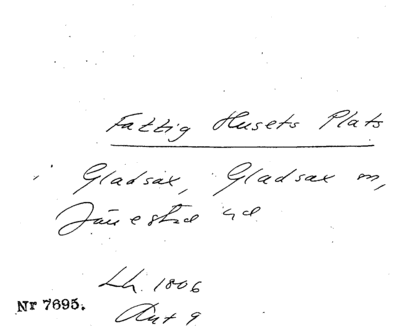 Fattig Husets Plats
Gladsax, Gladsax sn,
Järrestad hd
Lh. 1806
Nr 7695.
Akt 9